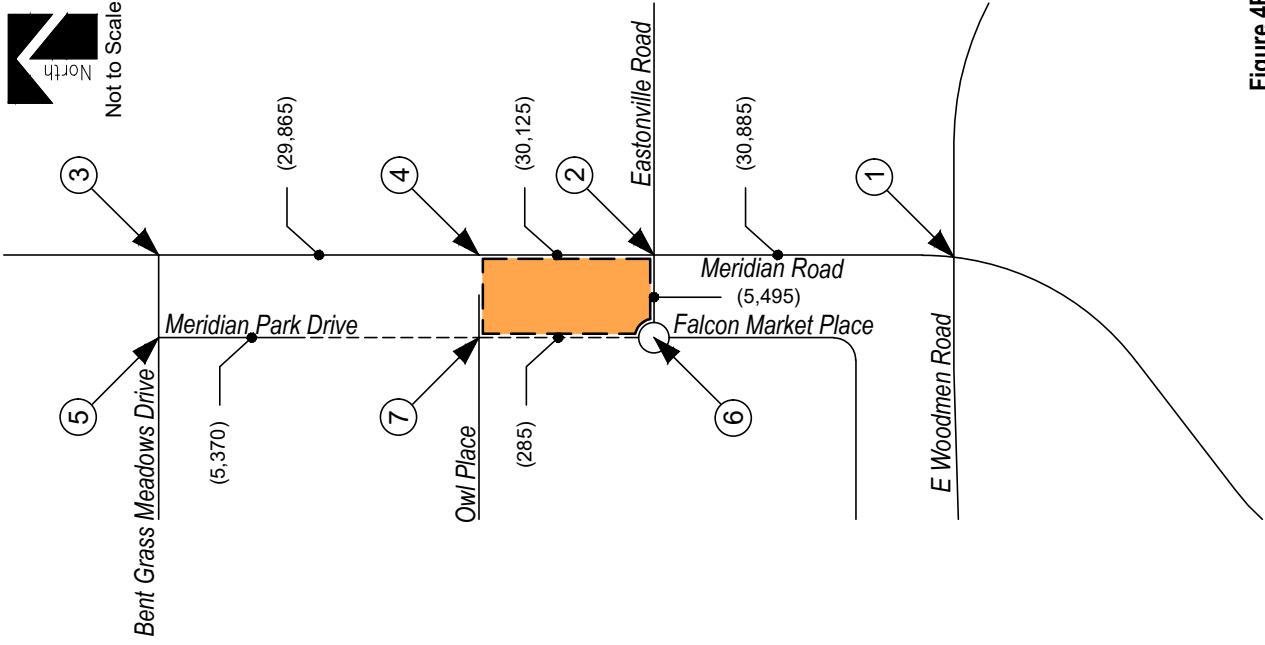 North
Not to Scale
3
(29,865)
4
(30,125)
2
Eastonville Road
(30,885)
1
Meridian Road
(5,495)
Meridian Park Drive
Falcon Market Place
5
Bent Grass Meadows Drive
(5,370)
7
Owl Place
(285)
6
E Woodmen Road